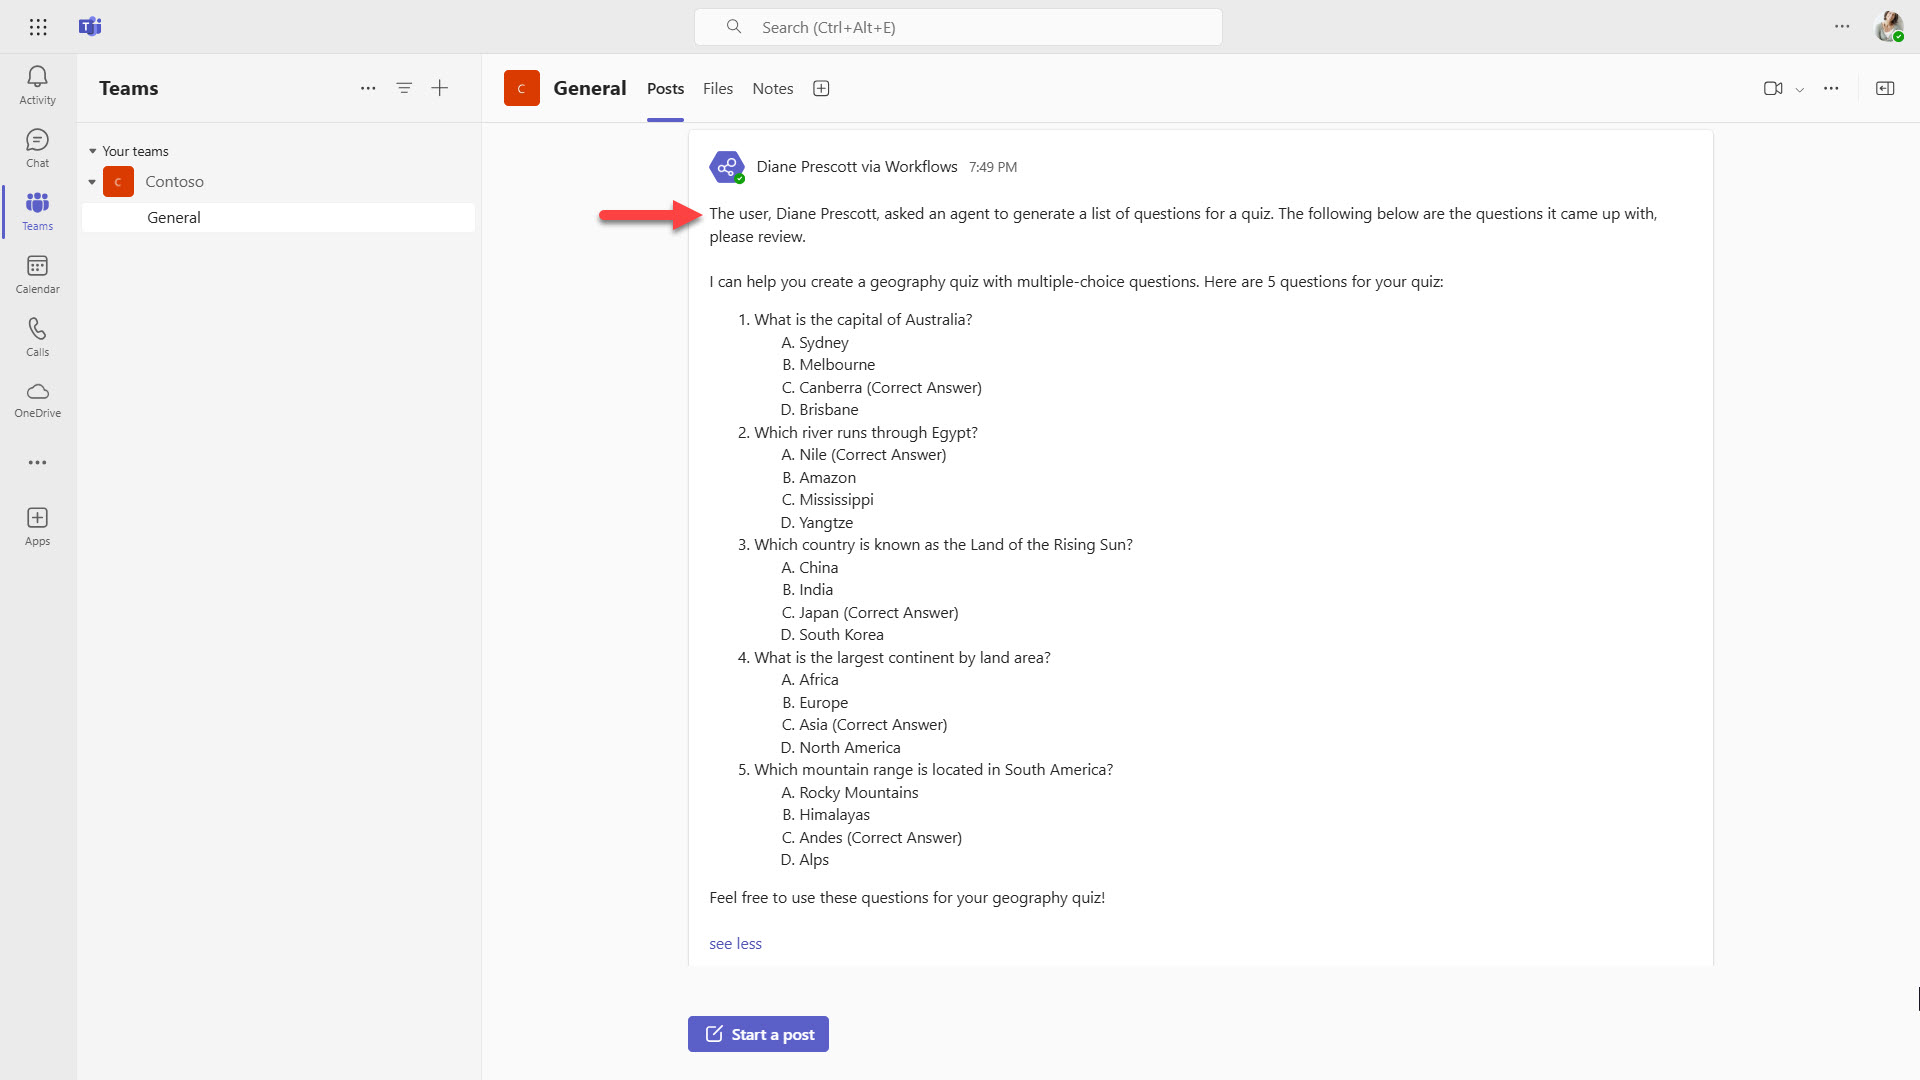 Search (Ctrl+Alt+E)
Activity
Chat
Teams
Calendar
Calls
OneDrive
Apps
Teams
Your teams
C Contoso
General
C General Posts Files Notes
Diane Prescott via Workflows 7:49 PM
The user, Diane Prescott, asked an agent to generate a list of questions for a quiz. The following below are the questions it came up with,
please review.
I can help you create a geography quiz with multiple-choice questions. Here are 5 questions for your quiz:
1. What is the capital of Australia?
A. Sydney
B. Melbourne
C. Canberra (Correct Answer)
D. Brisbane
2. Which river runs through Egypt?
A. Nile (Correct Answer)
B. Amazon
C. Mississippi
D. Yangtze
3. Which country is known as the Land of the Rising Sun?
A. China
B. India
C. Japan (Correct Answer)
D. South Korea
4. What is the largest continent by land area?
A. Africa
B. Europe
C. Asia (Correct Answer)
D. North America
5. Which mountain range is located in South America?
A. Rocky Mountains
B. Himalayas
C. Andes (Correct Answer)
D. Alps
Feel free to use these questions for your geography quiz!
see less
Start a post